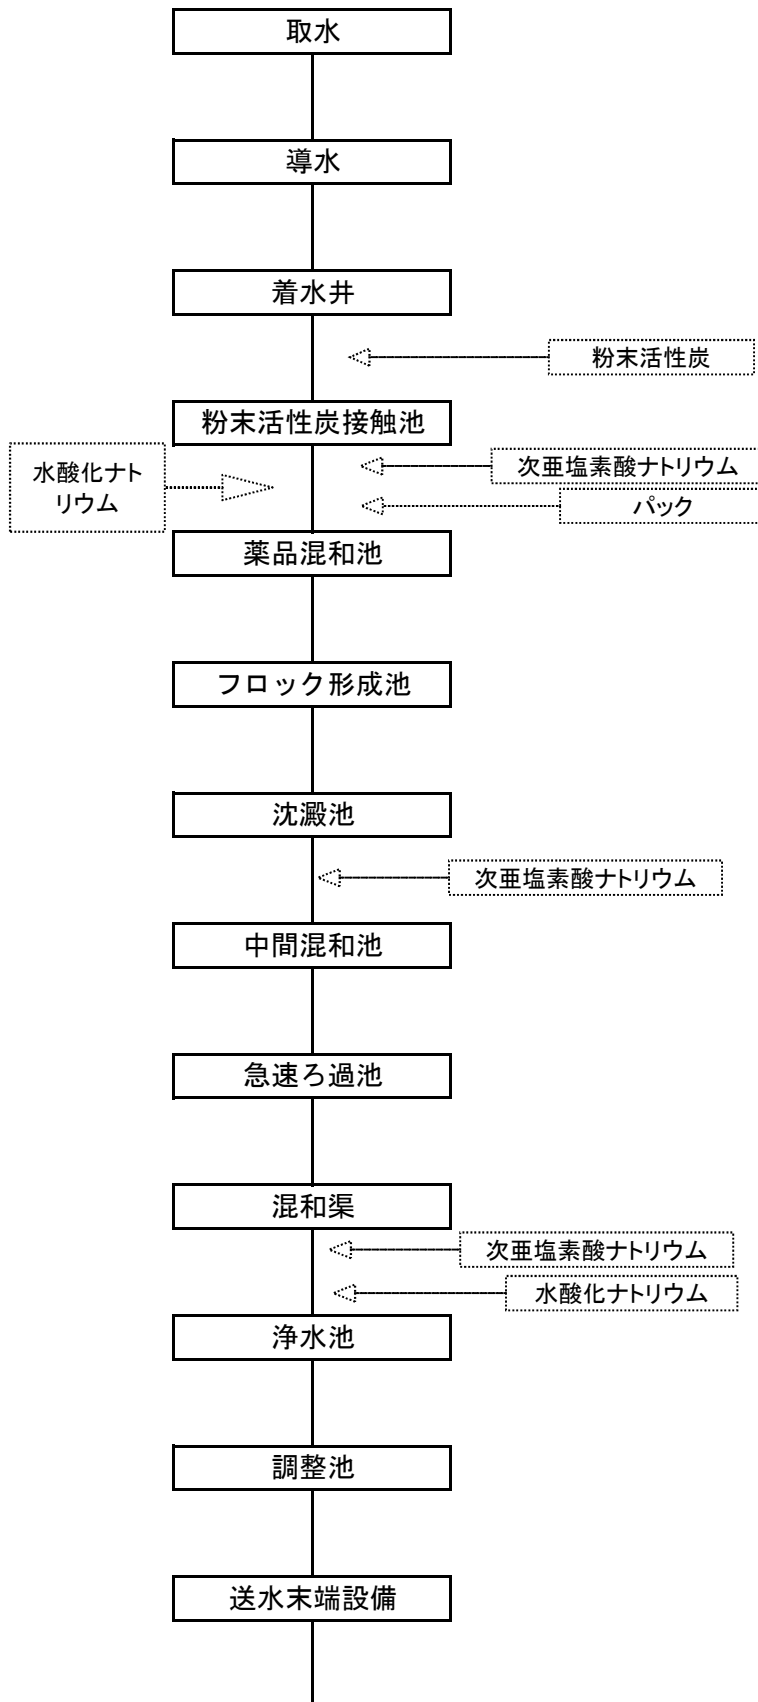 取水
導水
着水井
粉末活性炭
粉末活性炭接触池
水酸化ナト
リウム
次亜塩素酸ナトリウム
パック
薬品混和池
フロック形成池
沈澱池
次亜塩素酸ナトリウム
中間混和池
急速ろ過池
混和渠
次亜塩素酸ナトリウム
水酸化ナトリウム
浄水池
調整池
送水末端設備